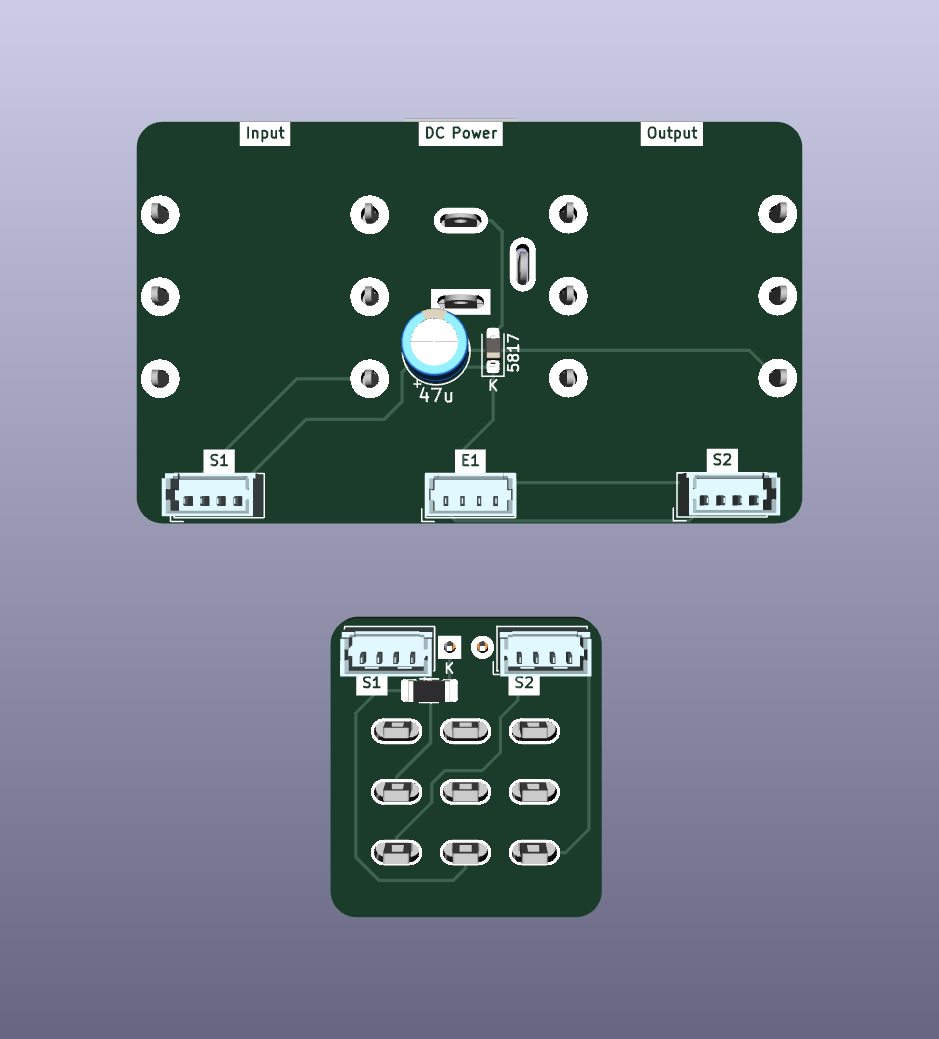 Input
DC Power
Output
5817
K
+
47u
S1
E1
S2
K
S1
S2